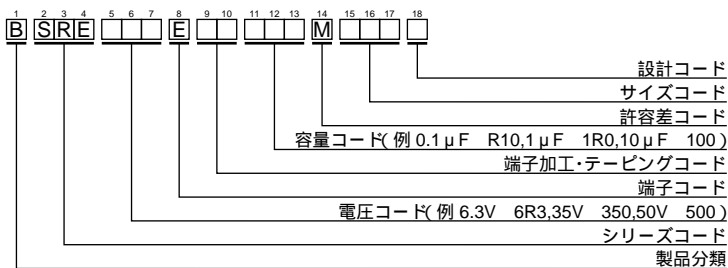 1 2 3 4 5 6 7 8 9 10 11 12 13 14 15 16 17 18
B S R E E M
設計コード
サイズコード
許容差コード
容量コード(例 0.1μF R10,1μF 1R0,10μF 100)
端子加工・テーピングコード
端子コード
電圧コード(例 6.3V 6R3,35V 350,50V 500)
シリーズコード
製品分類